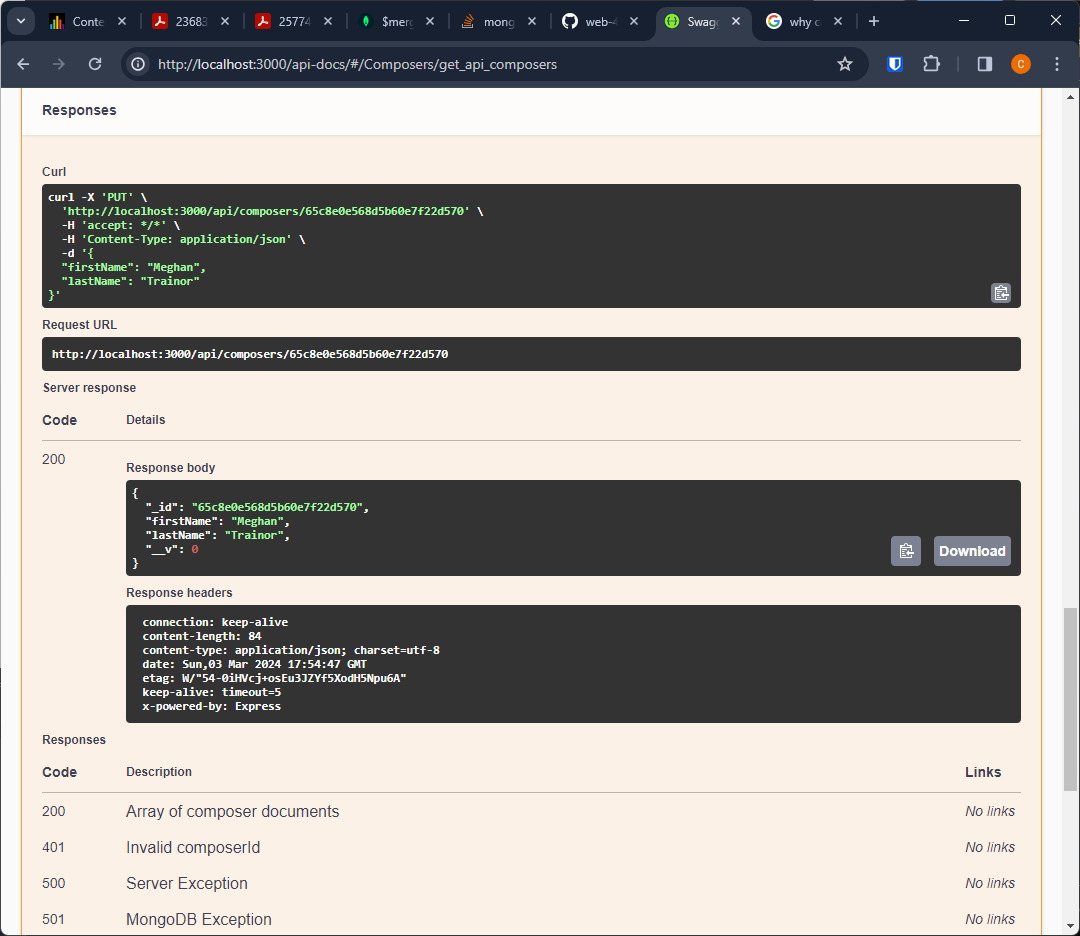 Conte
23683
25774
$merg
mong
web-4
Swagg
why c
http://localhost:3000/api-docs/#/Composers/get_api_composers
C
Responses
Curl
curl -X 'PUT' \
'http://localhost:3000/api/composers/65c8e0e568d5b60e7f22d570' \
-H 'accept: */*' \
-H 'Content-Type: application/json' \
-d '{
"firstName": "Meghan",
"lastName": "Trainor"
}'
Request URL
http://localhost:3000/api/composers/65c8e0e568d5b60e7f22d570
Server response
Code Details
200
Response body
{
"_id": "65c8e0e568d5b60e7f22d570",
"firstName": "Meghan",
"lastName": "Trainor",
"__v": 0
}
Download
Response headers
connection: keep-alive
content-length: 84
content-type: application/json; charset=utf-8
date: Sun,03 Mar 2024 17:54:47 GMT
etag: W/"54-0iHVcj+osEu3JZYf5XodH5Npu6A"
keep-alive: timeout=5
x-powered-by: Express
Responses
Code Description Links
200 Array of composer documents No links
401 Invalid composerId No links
500 Server Exception No links
501 MongoDB Exception No links